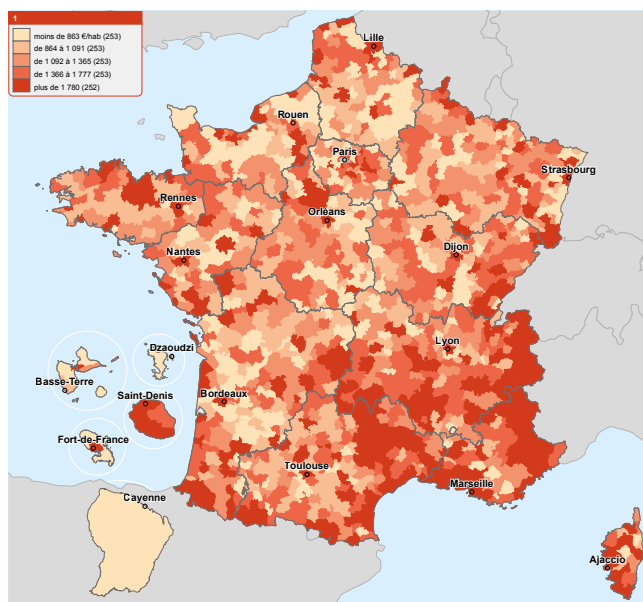 1
moins de 863 €/hab (253)
de 864 à 1 091 (253)
de 1 092 à 1 365 (253)
de 1 366 à 1 777 (253)
plus de 1 780 (252)
Lille
Rouen
Paris
Strasbourg
Rennes
Orléans
Nantes
Dijon
Dzaoudzi
Lyon
Basse-Terre
Saint-Denis
Bordeaux
Fort-de-France
Toulouse
Marseille
Cayenne
Ajaccio